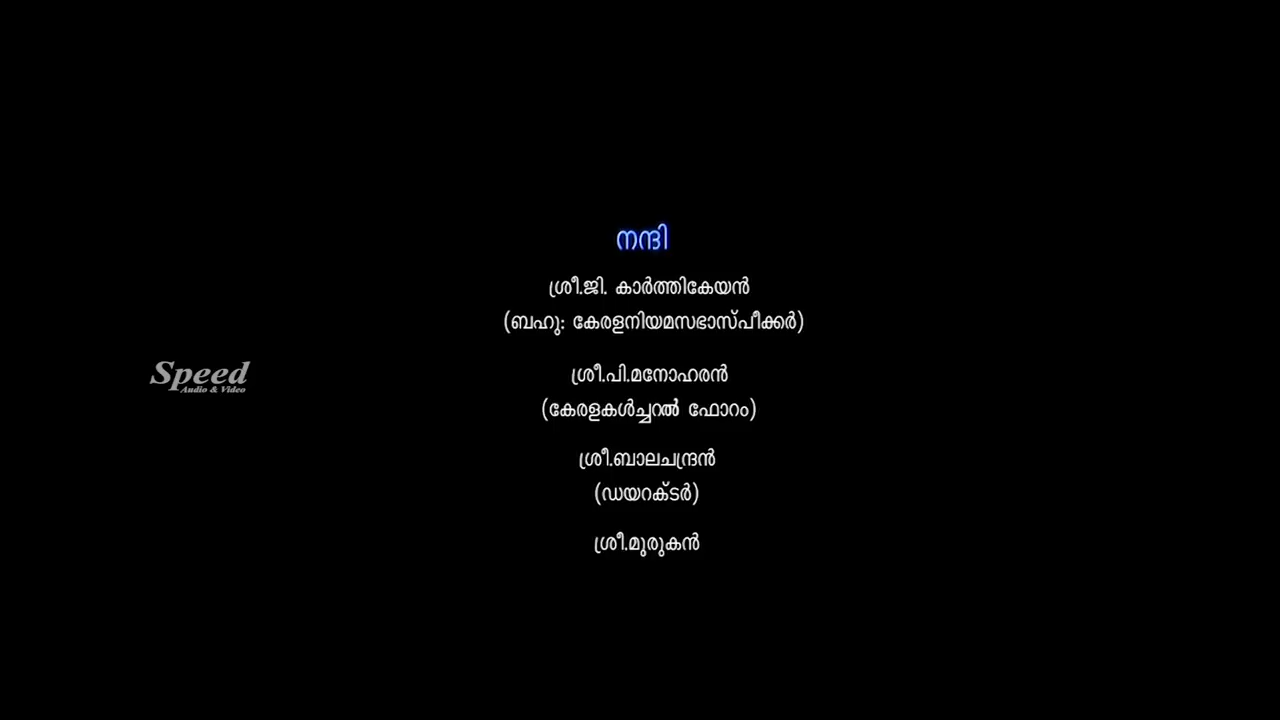 നന്ദി
ശ്രീ.ജി. കാർത്തികേയൻ
(ബഹു: കേരളനിയമസഭാസ്പീക്കർ)
ശ്രീ.പി.മനോഹരൻ
(കേരളകൾച്ചറൽ ഫോറം)
ശ്രീ.ബാലചന്ദ്രൻ
(ഡയറക്ടർ)
ശ്രീ.മുരുകൻ
Speed
Audio & Video